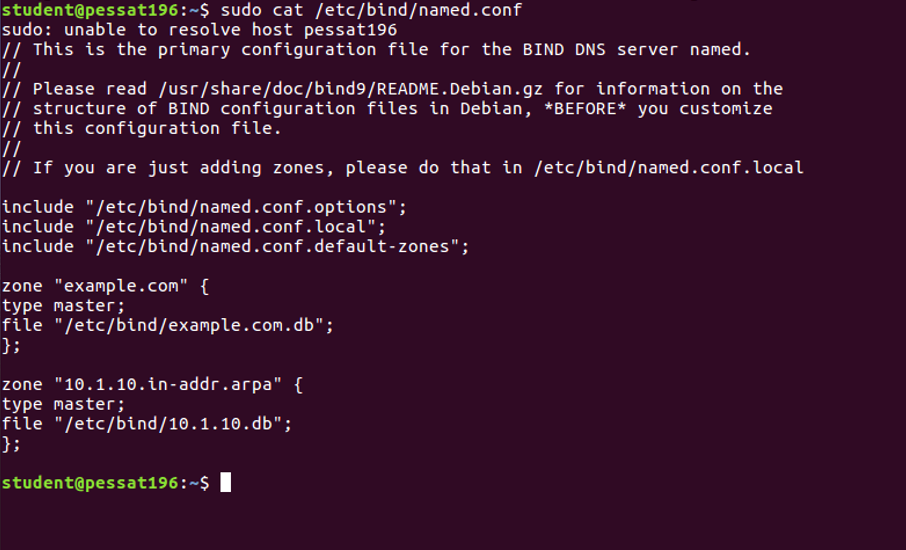 student@pessat196:~$ sudo cat /etc/bind/named.conf
sudo: unable to resolve host pessat196
// This is the primary configuration file for the BIND DNS server named.
//
// Please read /usr/share/doc/bind9/README.Debian.gz for information on the
// structure of BIND configuration files in Debian, *BEFORE* you customize
// this configuration file.
//
// If you are just adding zones, please do that in /etc/bind/named.conf.local
include "/etc/bind/named.conf.options";
include "/etc/bind/named.conf.local";
include "/etc/bind/named.conf.default-zones";
zone "example.com" {
type master;
file "/etc/bind/example.com.db";
};
zone "10.1.10.in-addr.arpa" {
type master;
file "/etc/bind/10.1.10.db";
};
student@pessat196:~$